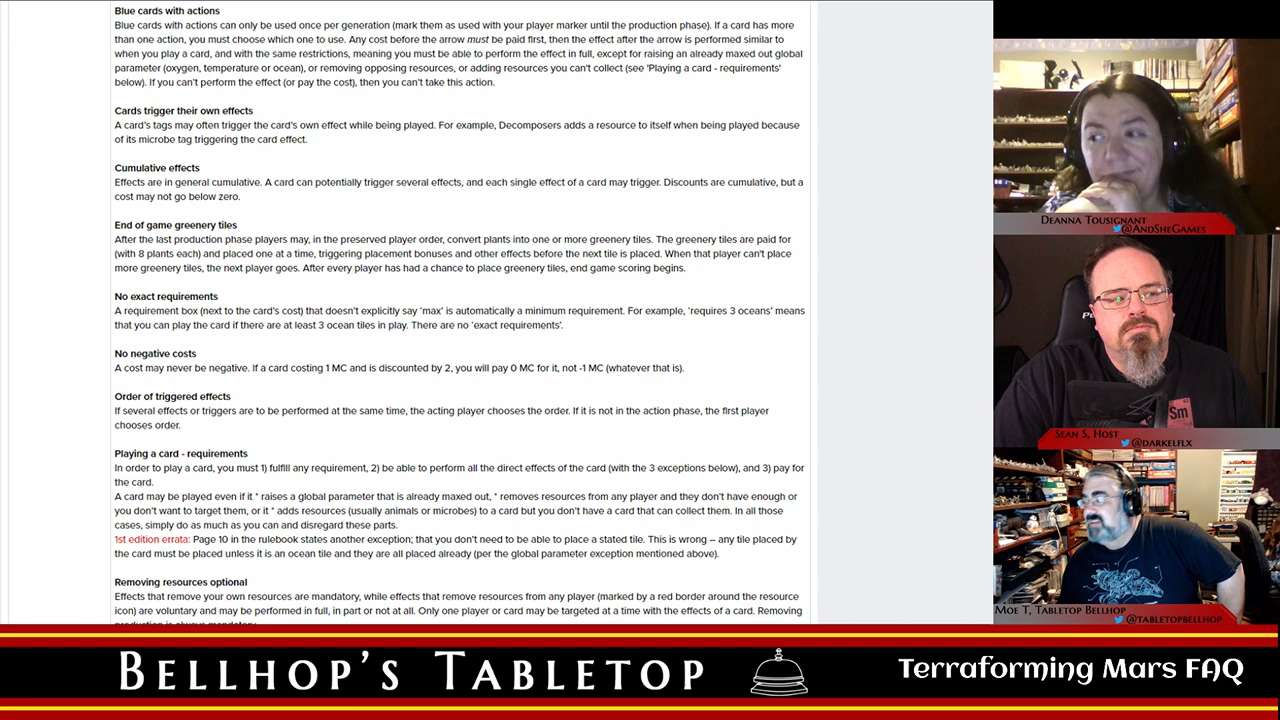 Blue cards with actions
Blue cards with actions can only be used once per generation (mark them as used with your player marker until the production phase). If a card has more
than one action, you must choose which one to use. Any cost before the arrow must be paid first, then the effect after the arrow is performed similar to
when you play a card, and with the same restrictions, meaning you must be able to perform the effect in full, except for raising an already maxed out global
parameter (oxygen, temperature or ocean), or removing opposing resources, or adding resources you can't collect (see 'Playing a card - requirements'
below). If you can't perform the effect (or pay the cost), then you can't take this action.
Cards trigger their own effects
A card's tags may often trigger the card's own effect while being played. For example, Decomposers adds a resource to itself when being played because
of its microbe tag triggering the card effect.
Cumulative effects
Effects are in general cumulative. A card can potentially trigger several effects, and each single effect of a card may trigger. Discounts are cumulative, but a
cost may not go below zero.
End of game greenery tiles
After the last production phase players may, in the preserved player order, convert plants into one or more greenery tiles. The greenery tiles are paid for
(with 8 plants each) and placed one at a time, triggering placement bonuses and other effects before the next tile is placed. When that player can't place
more greenery tiles, the next player goes. After every player has had a chance to place greenery tiles, end game scoring begins.
No exact requirements
A requirement box (next to the card's cost) that doesn't explicitly say 'max' is automatically a minimum requirement. For example, 'requires 3 oceans' means
that you can play the card if there are at least 3 ocean tiles in play. There are no 'exact requirements'.
No negative costs
A cost may never be negative. If a card costing 1 MC and is discounted by 2, you will pay 0 MC for it, not -1 MC (whatever that is).
Order of triggered effects
If several effects or triggers are to be performed at the same time, the acting player chooses the order. If it is not in the action phase, the first player
chooses order.
Playing a card - requirements
In order to play a card, you must 1) fulfill any requirement, 2) be able to perform all the direct effects of the card (with the 3 exceptions below), and 3) pay for
the card.
A card may be played even if it * raises a global parameter that is already maxed out, * removes resources from any player and they don't have enough or
you don't want to target them, or it * adds resources (usually animals or microbes) to a card but you don't have a card that can collect them. In all those
cases, simply do as much as you can and disregard these parts.
1st edition errata: Page 10 in the rulebook states another exception; that you don't need to be able to place a stated tile. This is wrong – any tile placed by
the card must be placed unless it is an ocean tile and they are all placed already (per the global parameter exception mentioned above).
Removing resources optional
Effects that remove your own resources are mandatory, while effects that remove resources from any player (marked by a red border around the resource
icon) are voluntary and may be performed in full, in part or not at all. Only one player or card may be targeted at a time with the effects of a card. Removing
production is always mandatory.
Deanna Tousignant
@AndSheGames
Sm
Sean S, Host
@darkelflx
Moe T, Tabletop Bellhop
@tabletopbellhop
Bellhop's Tabletop
Terraforming Mars FAQ